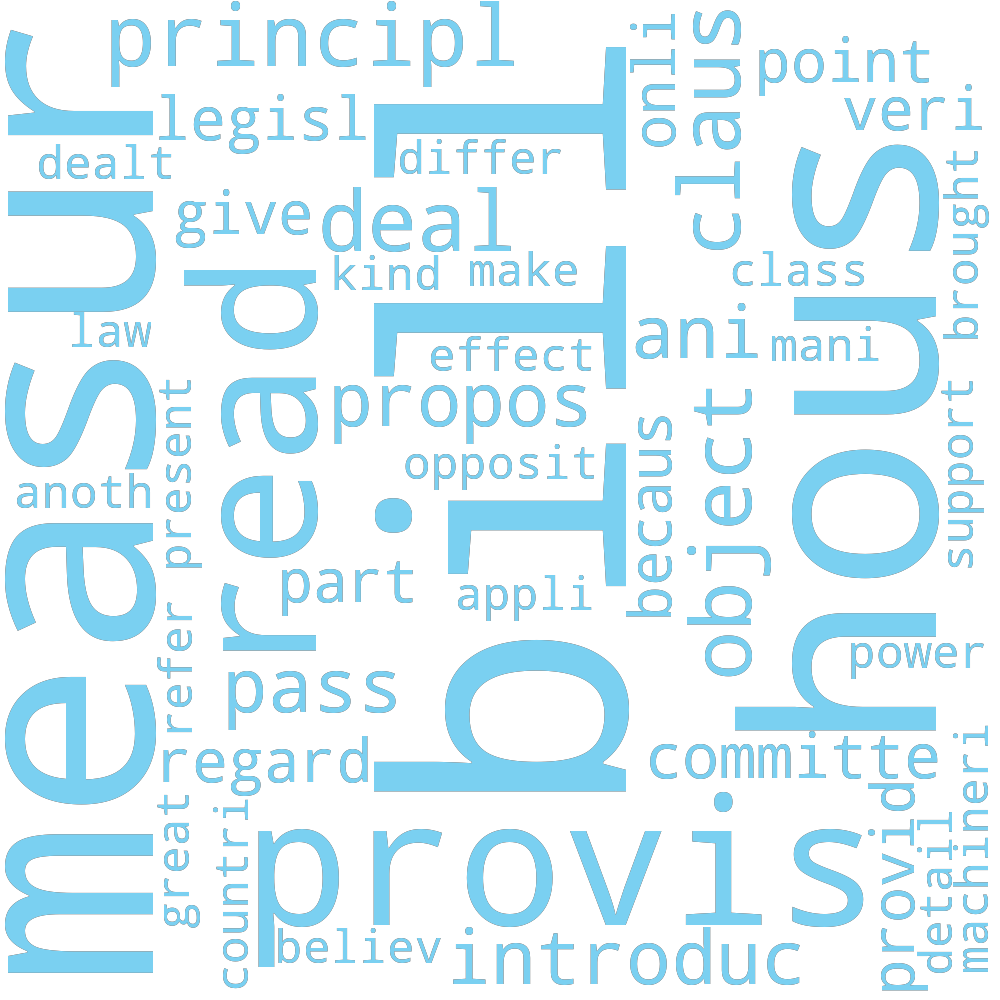 principl
onli
claus
point
measur
legisl
bill
veri
dealt
differ
hous
brought
give
deal
read
kind
make
class
law
effect
ani
mani
present
propos
object
support
anoth
opposit
becaus
part
appli
refer
pass
power
regard
committe
great
countri
provis
provid
detail
machineri
believ
introduc